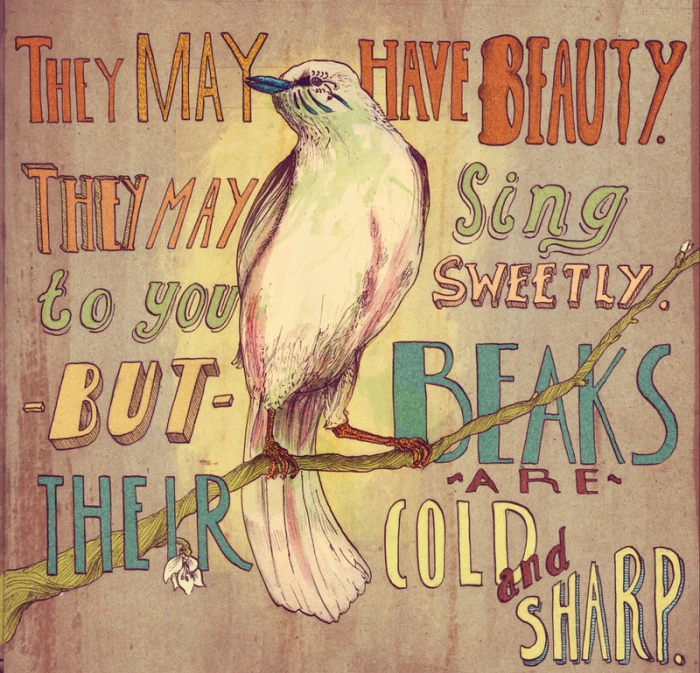 THEY MAY HAVE BEAUTY.
THEY MAY Sing
to you SWEETLY.
-BUT-
THEIR BEAKS
~ARE~
COLD and
SHARP.